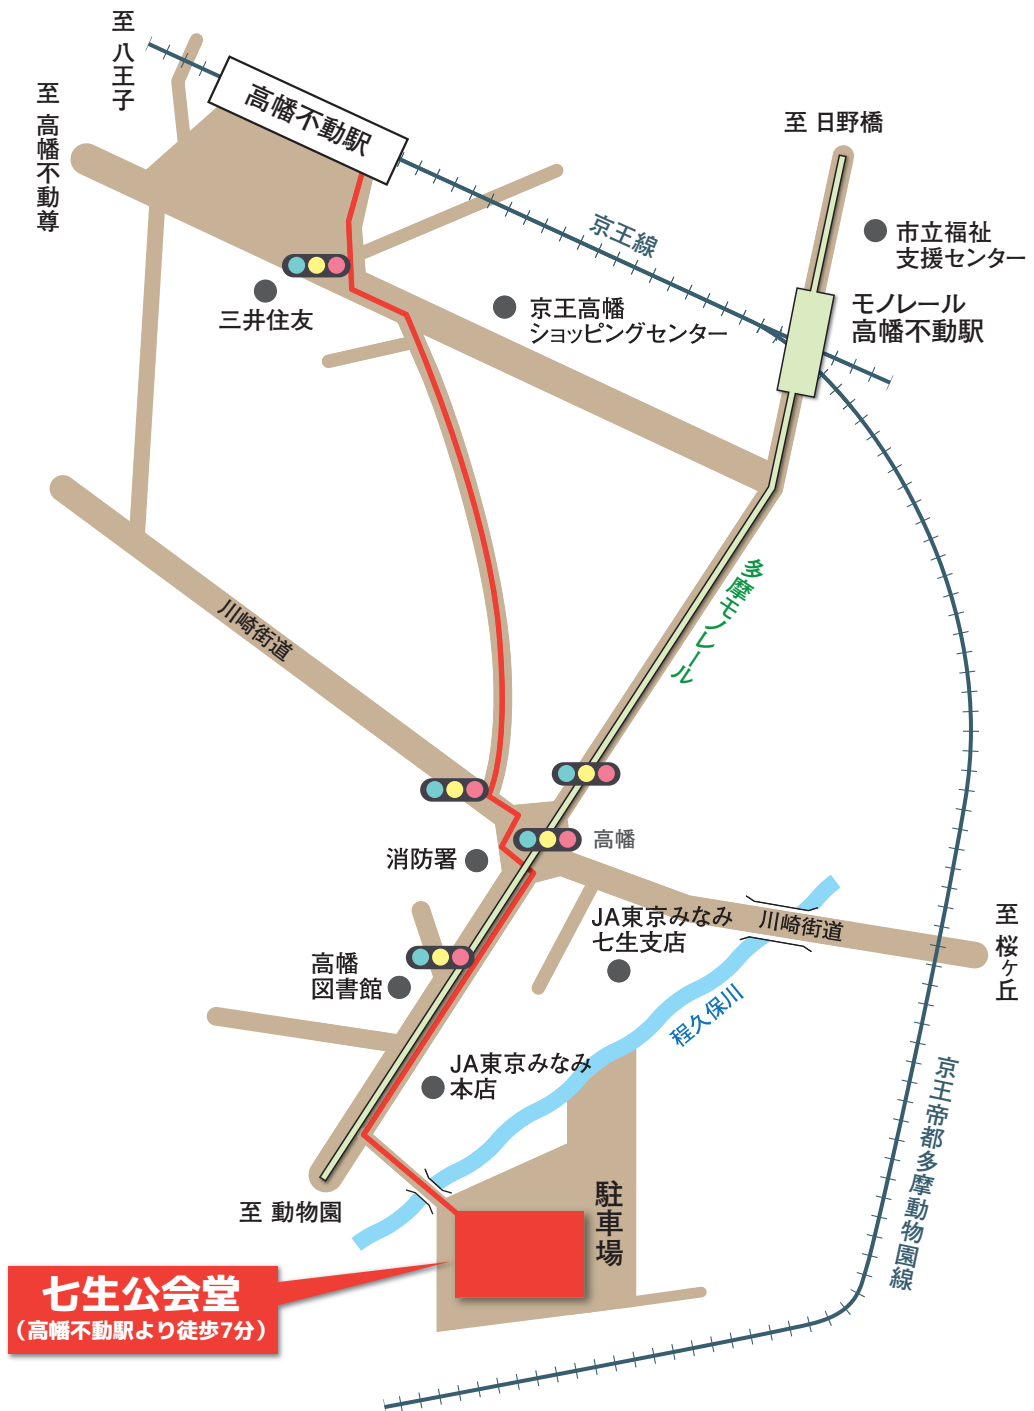 至 八王子
至 高幡不動尊
高幡不動駅
至 日野橋
京王線
市立福祉
支援センター
モノレール
高幡不動駅
三井住友
京王高幡
ショッピングセンター
多摩モノレール
川崎街道
高幡
消防署
JA東京みなみ
七生支店
川崎街道
至 桜ヶ丘
高幡
図書館
程久保川
JA東京みなみ
本店
京王帝都多摩動物園線
至 動物園
駐車場
七生公会堂
(高幡不動駅より徒歩7分)